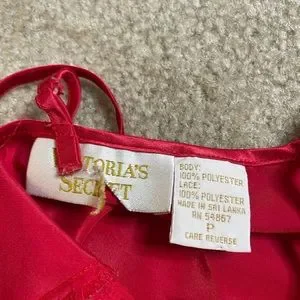 VICTORIA'S
SECRET
BODY:
100% POLYESTER
LACE:
100% POLYESTER
MADE IN SRI LANKA
RN 54867
P
CARE REVERSE